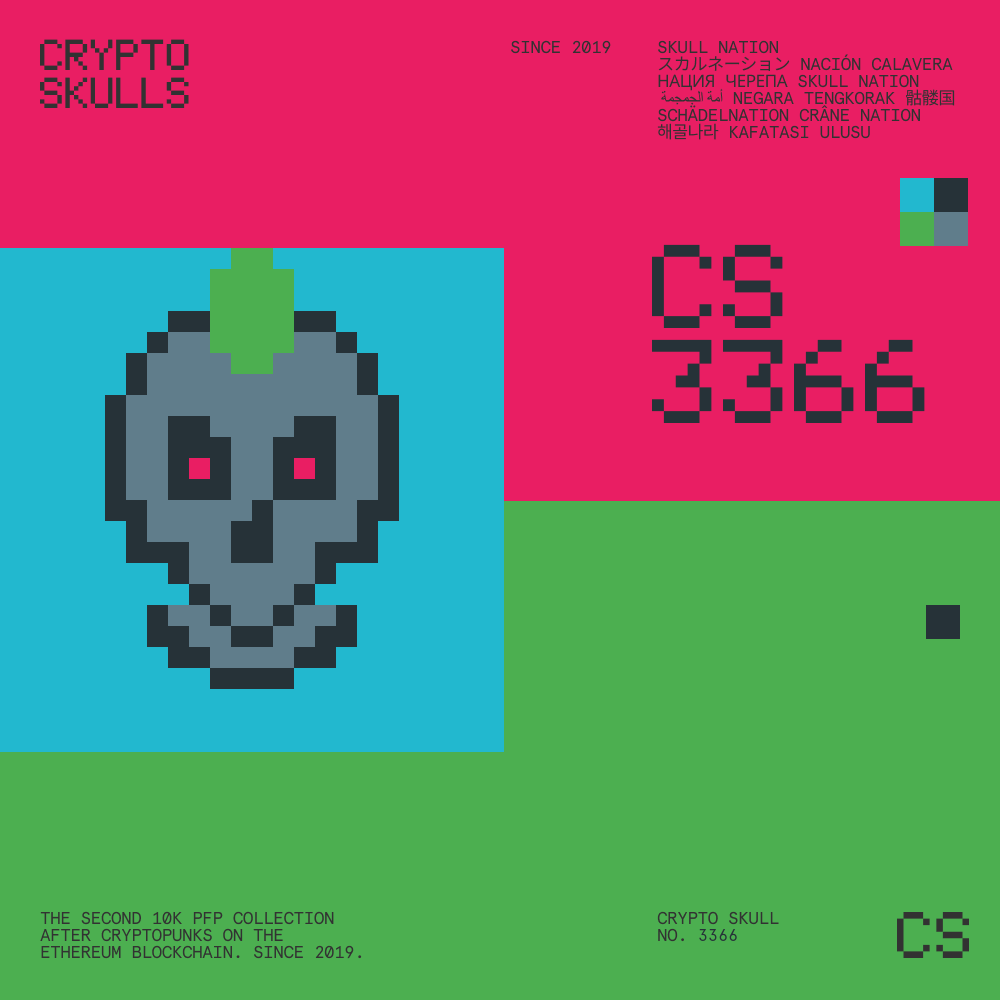 CRYPTO
SKULLS
SINCE 2019
SKULL NATION
スカルネーション NACIÓN CALAVERA
НАЦИЯ ЧЕРЕПА SKULL NATION
أمة الجمجمة NEGARA TENGKORAK 骷髅国
SCHÄDELNATION CRÂNE NATION
해골나라 KAFATASI ULUSU
CS
3366
THE SECOND 10K PFP COLLECTION
AFTER CRYPTOPUNKS ON THE
ETHEREUM BLOCKCHAIN. SINCE 2019.
CRYPTO SKULL
NO. 3366
CS